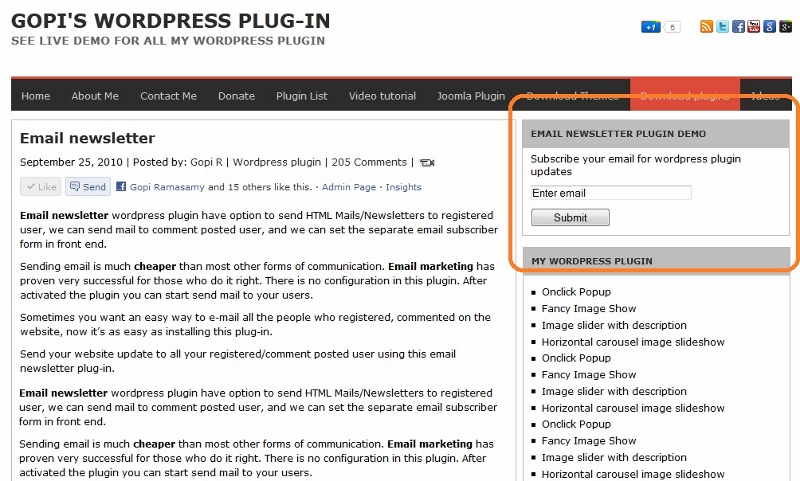 GOPI'S WORDPRESS PLUG-IN
SEE LIVE DEMO FOR ALL MY WORDPRESS PLUGIN
+1 5
Home About Me Contact Me Donate Plugin List Video tutorial Joomla Plugin Download Themes Download plugins Ideas
Email newsletter
September 25, 2010 | Posted by: Gopi R | Wordpress plugin | 205 Comments |
Like Send Gopi Ramasamy and 15 others like this. · Admin Page · Insights
Email newsletter wordpress plugin have option to send HTML Mails/Newsletters to registered
user, we can send mail to comment posted user, and we can set the separate email subscriber
form in front end.
Sending email is much cheaper than most other forms of communication. Email marketing has
proven very successful for those who do it right. There is no configuration in this plugin. After
activated the plugin you can start send mail to your users.
Sometimes you want an easy way to e-mail all the people who registered, commented on the
website, now it's as easy as installing this plug-in.
Send your website update to all your registered/comment posted user using this email
newsletter plug-in.
Email newsletter wordpress plugin have option to send HTML Mails/Newsletters to registered
user, we can send mail to comment posted user, and we can set the separate email subscriber
form in front end.
Sending email is much cheaper than most other forms of communication. Email marketing has
proven very successful for those who do it right. There is no configuration in this plugin. After
activated the plugin you can start send mail to your users.
EMAIL NEWSLETTER PLUGIN DEMO
Subscribe your email for wordpress plugin
updates
Enter email
Submit
MY WORDPRESS PLUGIN
Onclick Popup
Fancy Image Show
Image slider with description
Horizontal carousel image slideshow
Onclick Popup
Fancy Image Show
Image slider with description
Horizontal carousel image slideshow
Onclick Popup
Fancy Image Show
Image slider with description
Horizontal carousel image slideshow